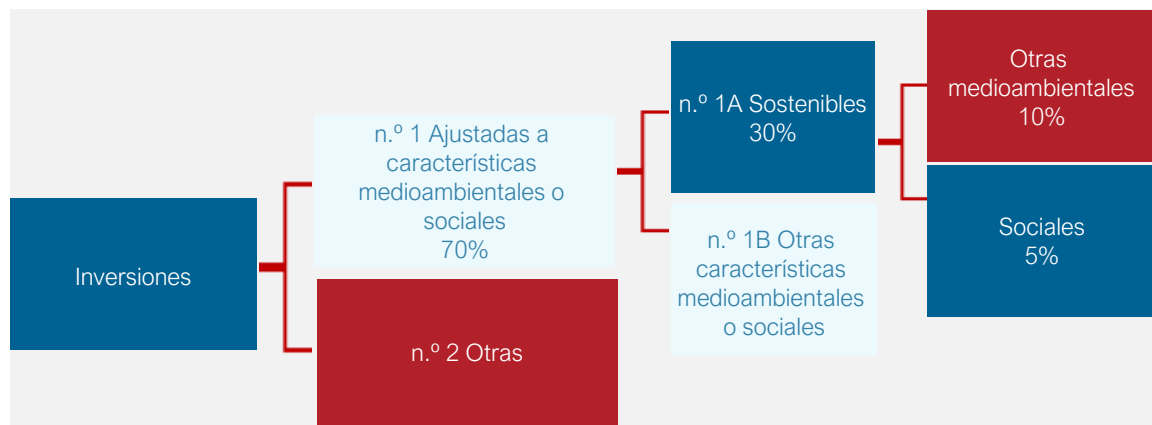 Inversiones
n.º 1 Ajustadas a
características
medioambientales o
sociales
70%
n.º 2 Otras
n.º 1A Sostenibles
30%
n.º 1B Otras
características
medioambientales
o sociales
Otras
medioambientales
10%
Sociales
5%